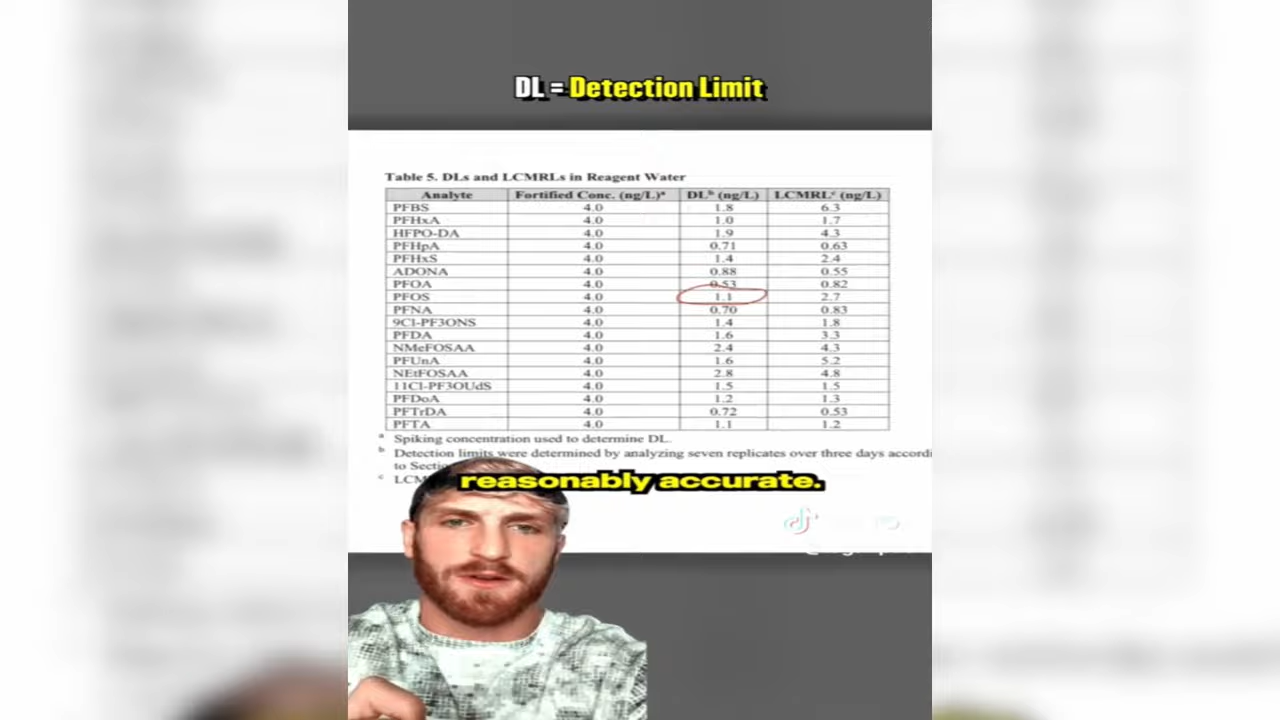 DL = Detection Limit
Table 5. DLs and LCMRLs in Reagent Water
Analyte Fortified Conc. (ng/L)ᵃ DLᵇ (ng/L) LCMRLᶜ (ng/L)
PFBS 4.0 1.8 6.3
PFHxA 4.0 1.0 1.7
HFPO-DA 4.0 1.9 4.3
PFHpA 4.0 0.71 0.63
PFHxS 4.0 1.4 2.4
ADONA 4.0 0.88 0.55
PFOA 4.0 0.53 0.82
PFOS 4.0 1.1 2.7
PFNA 4.0 0.70 0.83
9Cl-PF3ONS 4.0 1.4 1.8
PFDA 4.0 1.6 3.3
NMeFOSAA 4.0 2.4 4.3
PFUnA 4.0 1.6 5.2
NEtFOSAA 4.0 2.8 4.8
11Cl-PF3OUdS 4.0 1.5 1.5
PFDoA 4.0 1.2 1.3
PFTrDA 4.0 0.72 0.53
PFTA 4.0 1.1 1.2
ᵃ Spiking concentration used to determine DL.
ᵇ Detection limits were determined by analyzing seven replicates over three days accordi
to Sectio
ᶜ LCM
reasonably accurate.